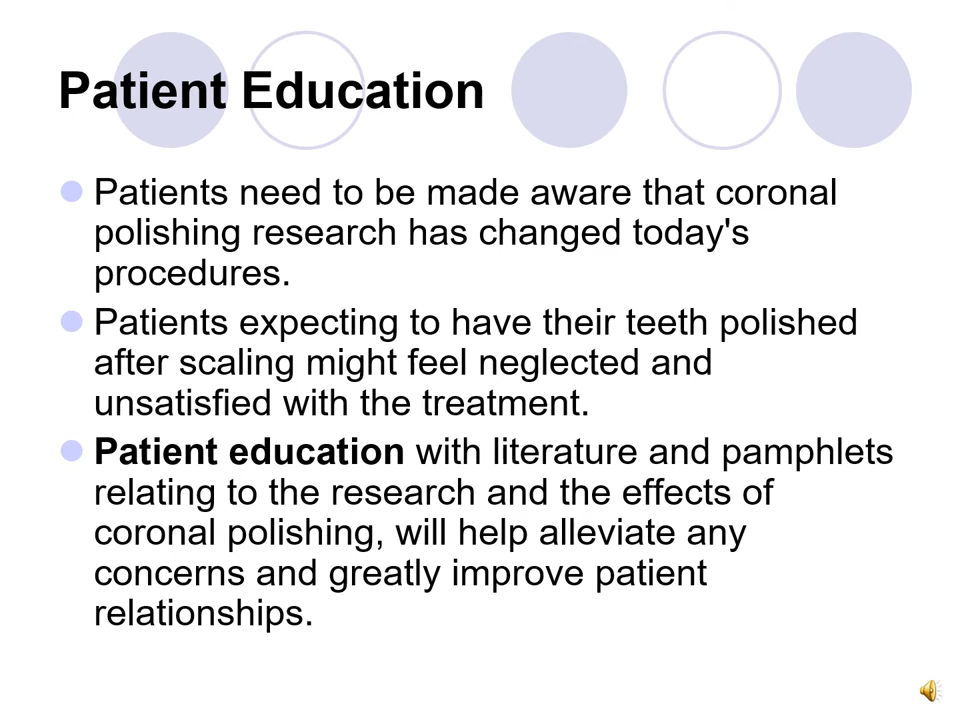 Patient Education
Patients need to be made aware that coronal
polishing research has changed today's
procedures.
Patients expecting to have their teeth polished
after scaling might feel neglected and
unsatisfied with the treatment.
Patient education with literature and pamphlets
relating to the research and the effects of
coronal polishing, will help alleviate any
concerns and greatly improve patient
relationships.